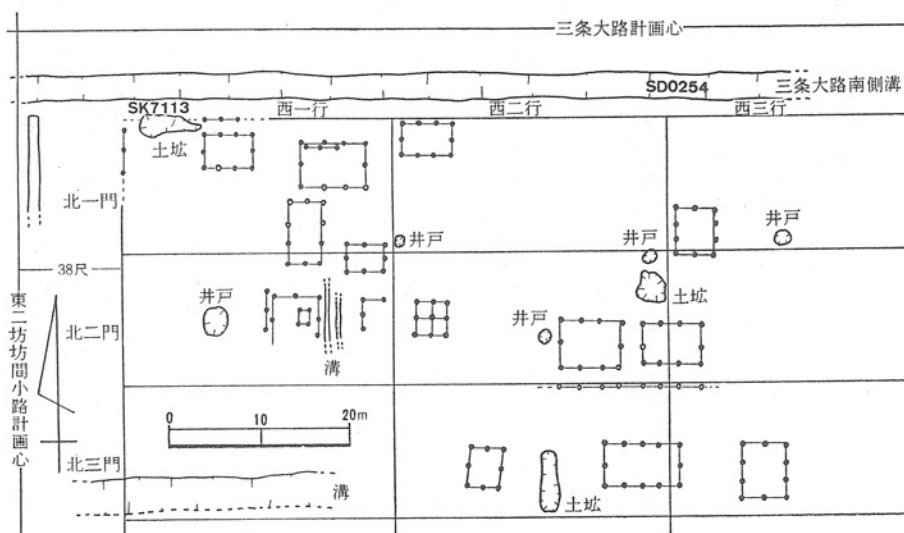 三条大路計画心
SD0254
三条大路南側溝
SK7113
西一行
西二行
西三行
土拡
北一門
井戸
井戸
井戸
38尺
井戸
土拡
井戸
北二門
溝
東二坊坊間小路計画心
0 10 20m
北三門
溝
土拡